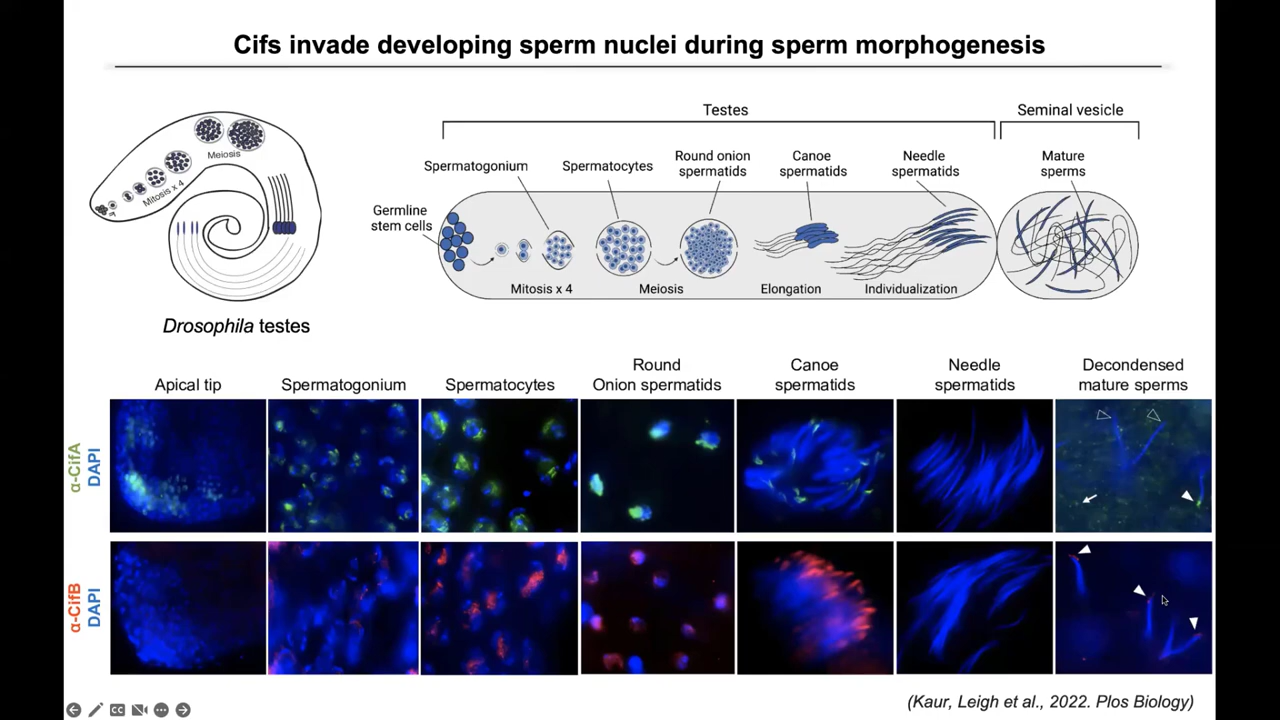 Cifs invade developing sperm nuclei during sperm morphogenesis
Meiosis
Mitosis x 4
Drosophila testes
Testes
Seminal vesicle
Spermatogonium
Spermatocytes
Round onion
spermatids
Canoe
spermatids
Needle
spermatids
Mature
sperms
Germline
stem cells
Mitosis x 4
Meiosis
Elongation
Individualization
Apical tip
Spermatogonium
Spermatocytes
Round
Onion spermatids
Canoe
spermatids
Needle
spermatids
Decondensed
mature sperms
α-CifA
DAPI
α-CifB
DAPI
(Kaur, Leigh et al., 2022. Plos Biology)
CC